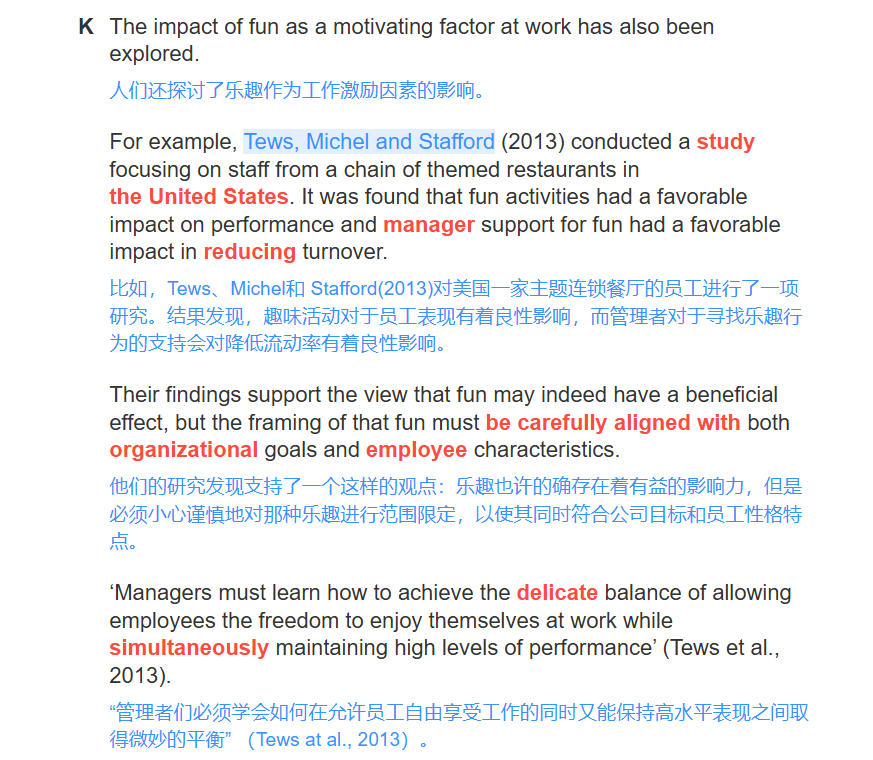 K The impact of fun as a motivating factor at work has also been
explored.
人们还探讨了乐趣作为工作激励因素的影响。
For example, Tews, Michel and Stafford (2013) conducted a study
focusing on staff from a chain of themed restaurants in
the United States. It was found that fun activities had a favorable
impact on performance and manager support for fun had a favorable
impact in reducing turnover.
比如，Tews、Michel和 Stafford(2013)对美国一家主题连锁餐厅的员工进行了一项
研究。结果发现，趣味活动对于员工表现有着良性影响，而管理者对于寻找乐趣行
为的支持会对降低流动率有着良性影响。
Their findings support the view that fun may indeed have a beneficial
effect, but the framing of that fun must be carefully aligned with both
organizational goals and employee characteristics.
他们的研究发现支持了一个这样的观点：乐趣也许的确存在着有益的影响力，但是
必须小心谨慎地对那种乐趣进行范围限定，以使其同时符合公司目标和员工性格特
点。
‘Managers must learn how to achieve the delicate balance of allowing
employees the freedom to enjoy themselves at work while
simultaneously maintaining high levels of performance’ (Tews et al.,
2013).
“管理者们必须学会如何在允许员工自由享受工作的同时又能保持高水平表现之间取
得微妙的平衡” （Tews at al., 2013）。